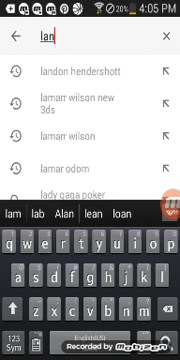 20% 4:05 PM
lan
landon hendershott
lamarr wilson new
3ds
lamarr wilson
lamar odom
lady gaga poker
lam lab Alan lean loan
q w e r t y u i o p
a s d f g h j k l
z x c v b n m
123
Sym
English(US)
Recorded by Mobizen